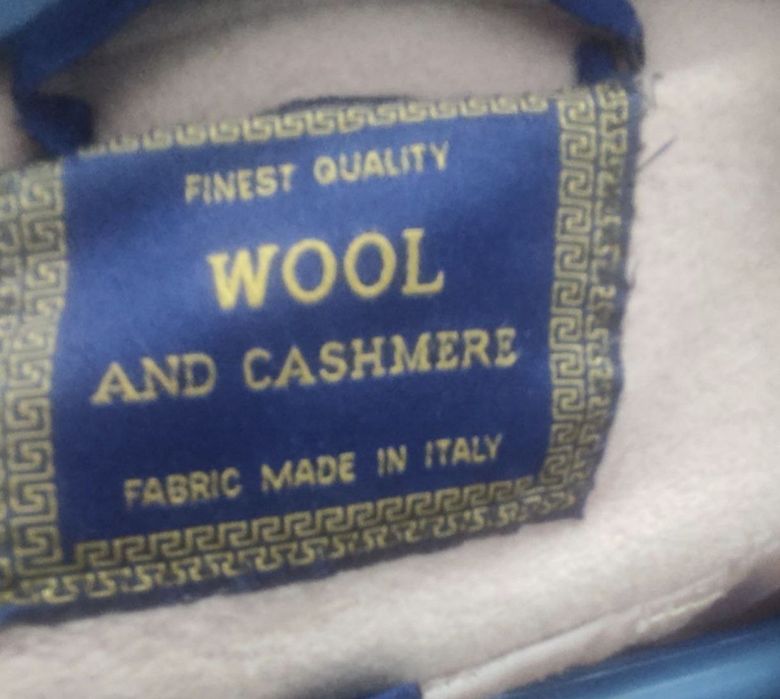 FINEST QUALITY
WOOL
AND CASHMERE
FABRIC MADE IN ITALY